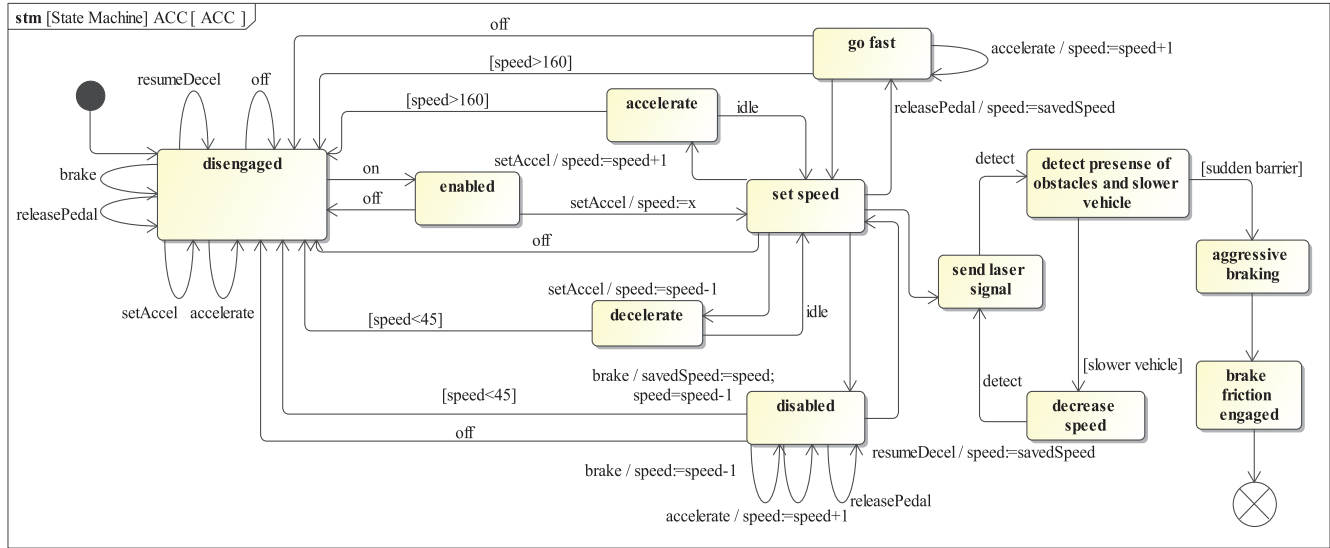 stm [State Machine] ACC [ ACC ]
off
go fast
accelerate / speed:=speed+1
[speed>160]
resumeDecel
off
[speed>160]
accelerate
idle
releasePedal / speed:=savedSpeed
disengaged
brake
releasePedal
on
off
enabled
setAccel / speed:=speed+1
setAccel / speed:=x
set speed
off
detect
detect presense of
obstacles and slower
vehicle
[sudden barrier]
send laser
signal
aggressive
braking
setAccel
accelerate
setAccel / speed:=speed-1
decelerate
idle
[speed<45]
brake / savedSpeed:=speed;
speed=speed-1
[speed<45]
disabled
off
detect
[slower vehicle]
decrease
speed
brake
friction
engaged
resumeDecel / speed:=savedSpeed
brake / speed:=speed-1
releasePedal
accelerate / speed:=speed+1